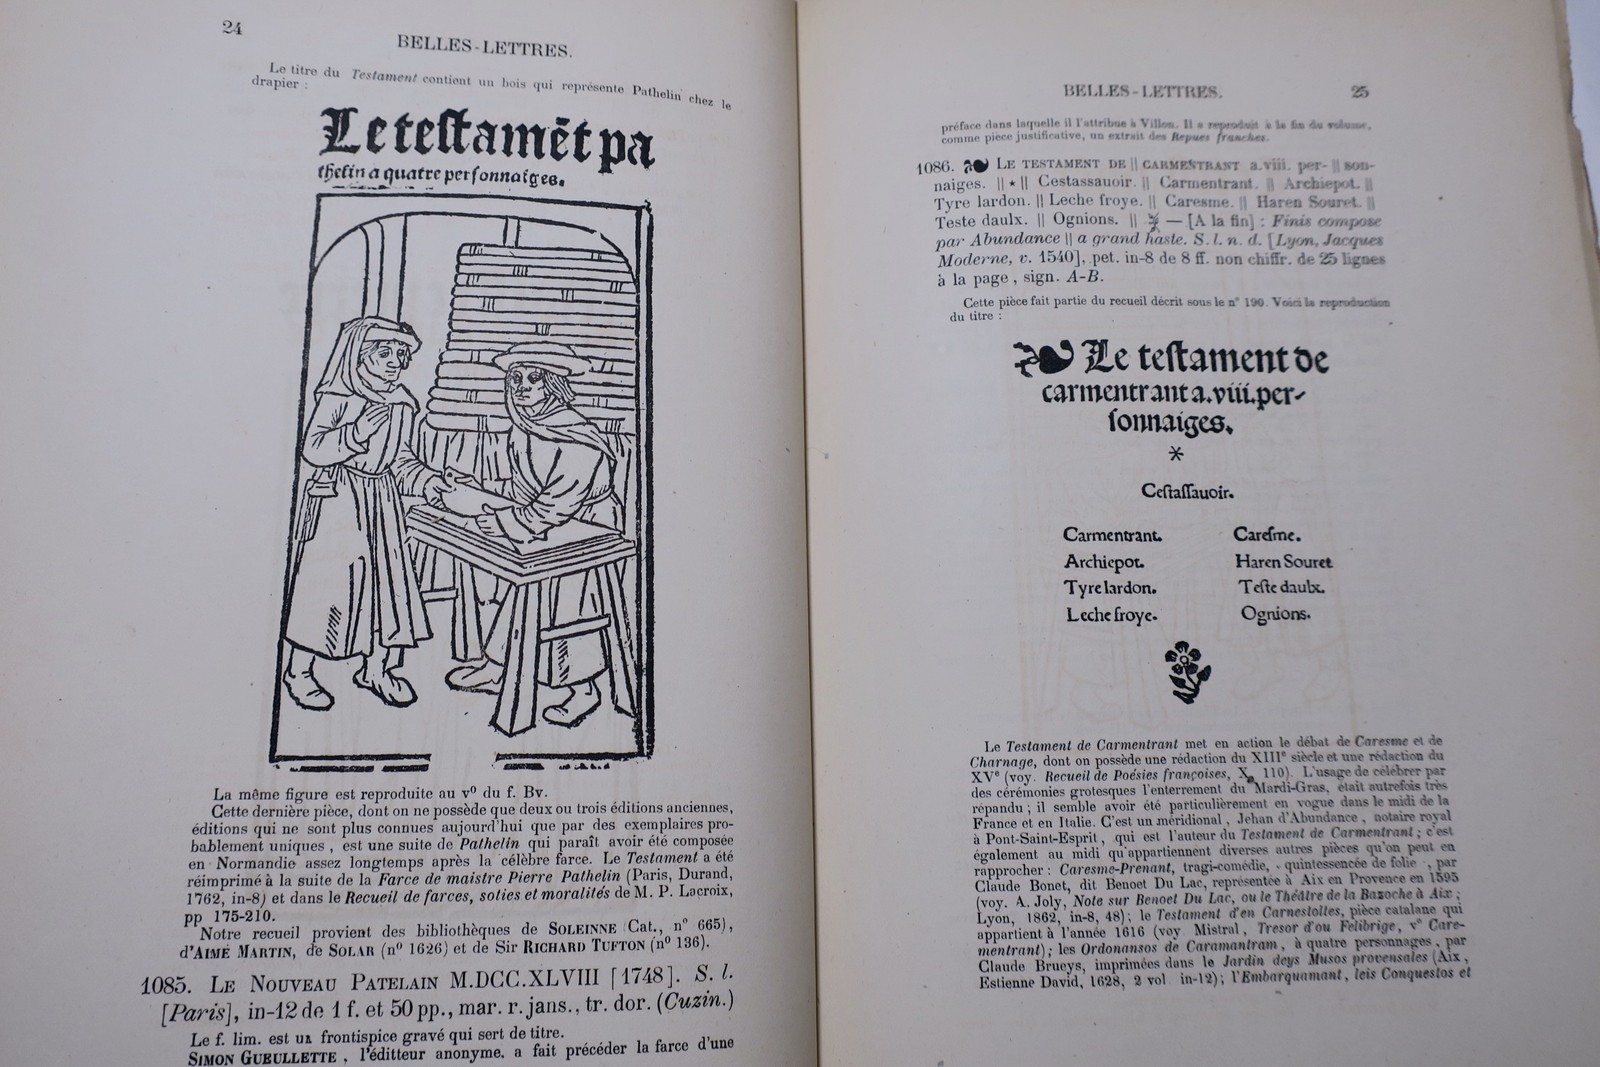 24
BELLES-LETTRES.
Le titre du Testament contient un bois qui représente Pathelin chez le
drapier :
Le testamēt pa
thelin a quatre personnaiges.
La même figure est reproduite au vº du f. Bv.
Cette dernière pièce, dont on ne possède que deux ou trois éditions anciennes,
éditions qui ne sont plus connues aujourd'hui que par des exemplaires pro-
bablement uniques, est une suite de Pathelin qui paraît avoir été composée
en Normandie assez longtemps après la célèbre farce. Le Testament a été
réimprimé à la suite de la Farce de maistre Pierre Pathelin (Paris, Durand,
1762, in-8) et dans le Recueil de farces, soties et moralités de M. P. Lacroix,
pp 175-210.
Notre recueil provient des bibliothèques de SOLEINNE (Cat., nº 665),
d'AIMÉ MARTIN, de SOLAR (nº 1626) et de Sir RICHARD TUFTON (nº 136).
1085. LE NOUVEAU PATELAIN M.DCC.XLVIII [1748]. S. l.
[Paris], in-12 de 1 f. et 50 pp., mar. r. jans., tr. dor. (Cuzin.)
Le f. lim. est un frontispice gravé qui sert de titre.
SIMON GUEULLETTE, l'éditeur anonyme, a fait précéder la farce d'une
BELLES-LETTRES.
25
préface dans laquelle il l'attribue à Villon. Il a reproduit à la fin du volume,
comme pièce justificative, un extrait des Repues franches.
1086. ❧ LE TESTAMENT DE || CARMENTRANT a.viii. per- || son-
naiges. || * || Cestassauoir. || Carmentrant. || Archiepot. ||
Tyre lardon. || Leche froye. || Caresme. || Haren Souret. ||
Teste daulx. || Ognions. || — [A la fin] : Finis compose
par Abundance || a grand haste. S. l. n. d. [Lyon, Jacques
Moderne, v. 1540], pet. in-8 de 8 ff. non chiffr. de 25 lignes
à la page, sign. A-B.
Cette pièce fait partie du recueil décrit sous le nº 190. Voici la reproduction
du titre :
❧ Le testament de
carmentrant a.viii.per-
sonnaiges.
*
Cestassauoir.
Carmentrant. Caresme.
Archiepot. Haren Souret
Tyre lardon. Teste daulx.
Leche froye. Ognions.
Le Testament de Carmentrant met en action le débat de Caresme et de
Charnage, dont on possède une rédaction du XIIIe siècle et une rédaction du
XVe (voy. Recueil de Poésies françoises, X, 110). L'usage de célébrer par
des cérémonies grotesques l'enterrement du Mardi-Gras, était autrefois très
répandu ; il semble avoir été particulièrement en vogue dans le midi de la
France et en Italie. C'est un méridional, Jehan d'Abundance, notaire royal
à Pont-Saint-Esprit, qui est l'auteur du Testament de Carmentrant ; c'est
également au midi qu'appartiennent diverses autres pièces qu'on peut en
rapprocher : Caresme-Prenant, tragi-comédie, quintessencée de folie, par
Claude Bonet, dit Benoet Du Lac, représentée à Aix en Provence en 1595
(voy. A. Joly, Note sur Benoet Du Lac, ou le Théâtre de la Bazoche à Aix ;
Lyon, 1862, in-8, 48) ; le Testament d'en Carnestoltes, pièce catalane qui
appartient à l'année 1616 (voy Mistral, Tresor d'ou Felibrige, vº Care-
mentrant) ; les Ordonansos de Caramantram, à quatre personnages, par
Claude Brueys, imprimées dans le Jardin deys Musos provensales (Aix,
Estienne David, 1628, 2 vol in-12) ; l'Embarquamant, leis Conquestos et